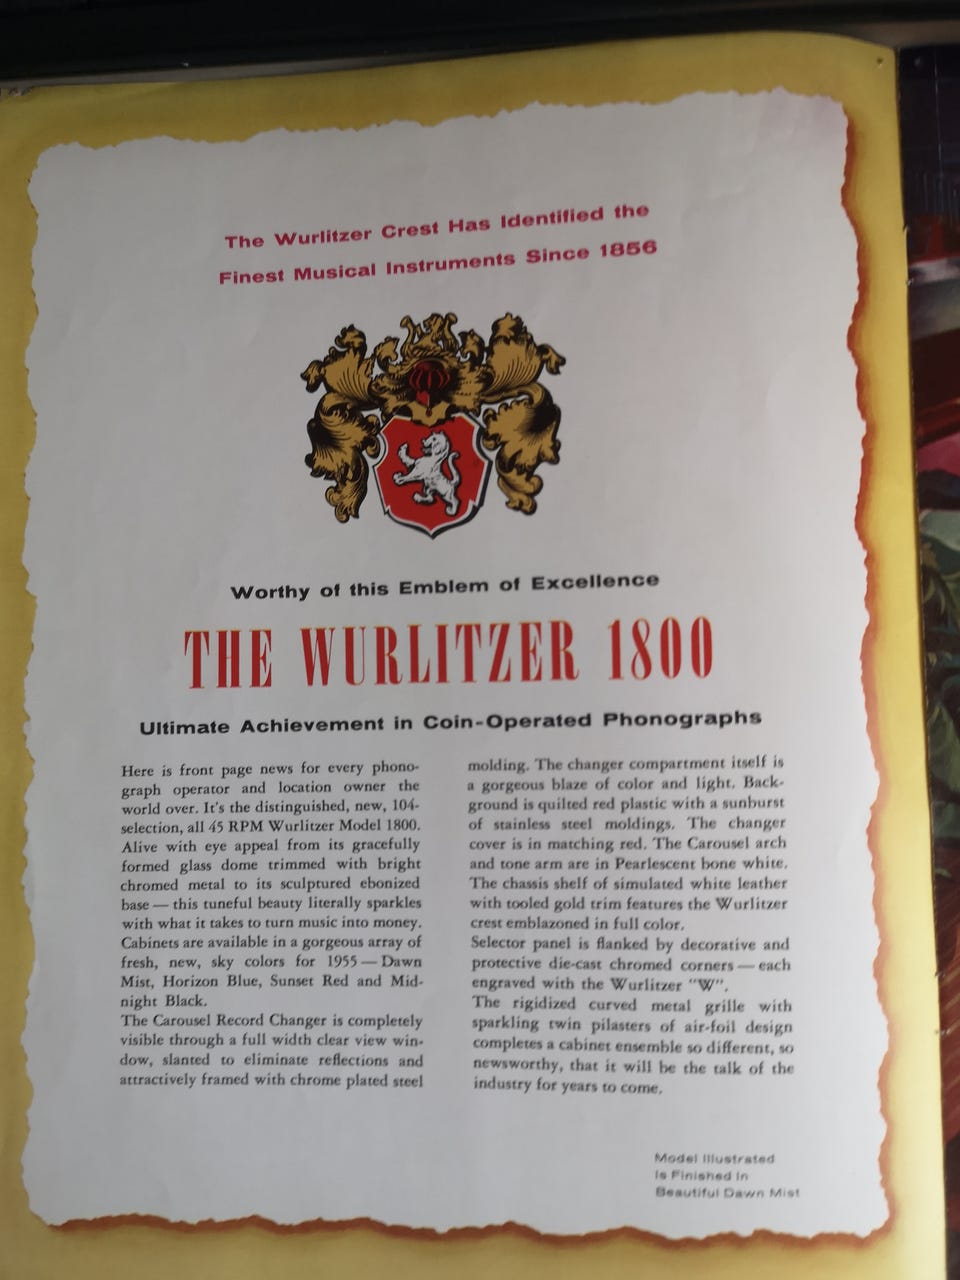 The Wurlitzer Crest Has Identified the
Finest Musical Instruments Since 1856
Worthy of this Emblem of Excellence
THE WURLITZER 1800
Ultimate Achievement in Coin-Operated Phonographs
Here is front page news for every phono-
graph operator and location owner the
world over. It's the distinguished, new, 104-
selection, all 45 RPM Wurlitzer Model 1800.
Alive with eye appeal from its gracefully
formed glass dome trimmed with bright
chromed metal to its sculptured ebonized
base — this tuneful beauty literally sparkles
with what it takes to turn music into money.
Cabinets are available in a gorgeous array of
fresh, new, sky colors for 1955 — Dawn
Mist, Horizon Blue, Sunset Red and Mid-
night Black.
The Carousel Record Changer is completely
visible through a full width clear view win-
dow, slanted to eliminate reflections and
attractively framed with chrome plated steel
molding. The changer compartment itself is
a gorgeous blaze of color and light. Back-
ground is quilted red plastic with a sunburst
of stainless steel moldings. The changer
cover is in matching red. The Carousel arch
and tone arm are in Pearlescent bone white.
The chassis shelf of simulated white leather
with tooled gold trim features the Wurlitzer
crest emblazoned in full color.
Selector panel is flanked by decorative and
protective die-cast chromed corners — each
engraved with the Wurlitzer "W".
The rigidized curved metal grille with
sparkling twin pilasters of air-foil design
completes a cabinet ensemble so different, so
newsworthy, that it will be the talk of the
industry for years to come.
Model Illustrated
Is Finished In
Beautiful Dawn Mist